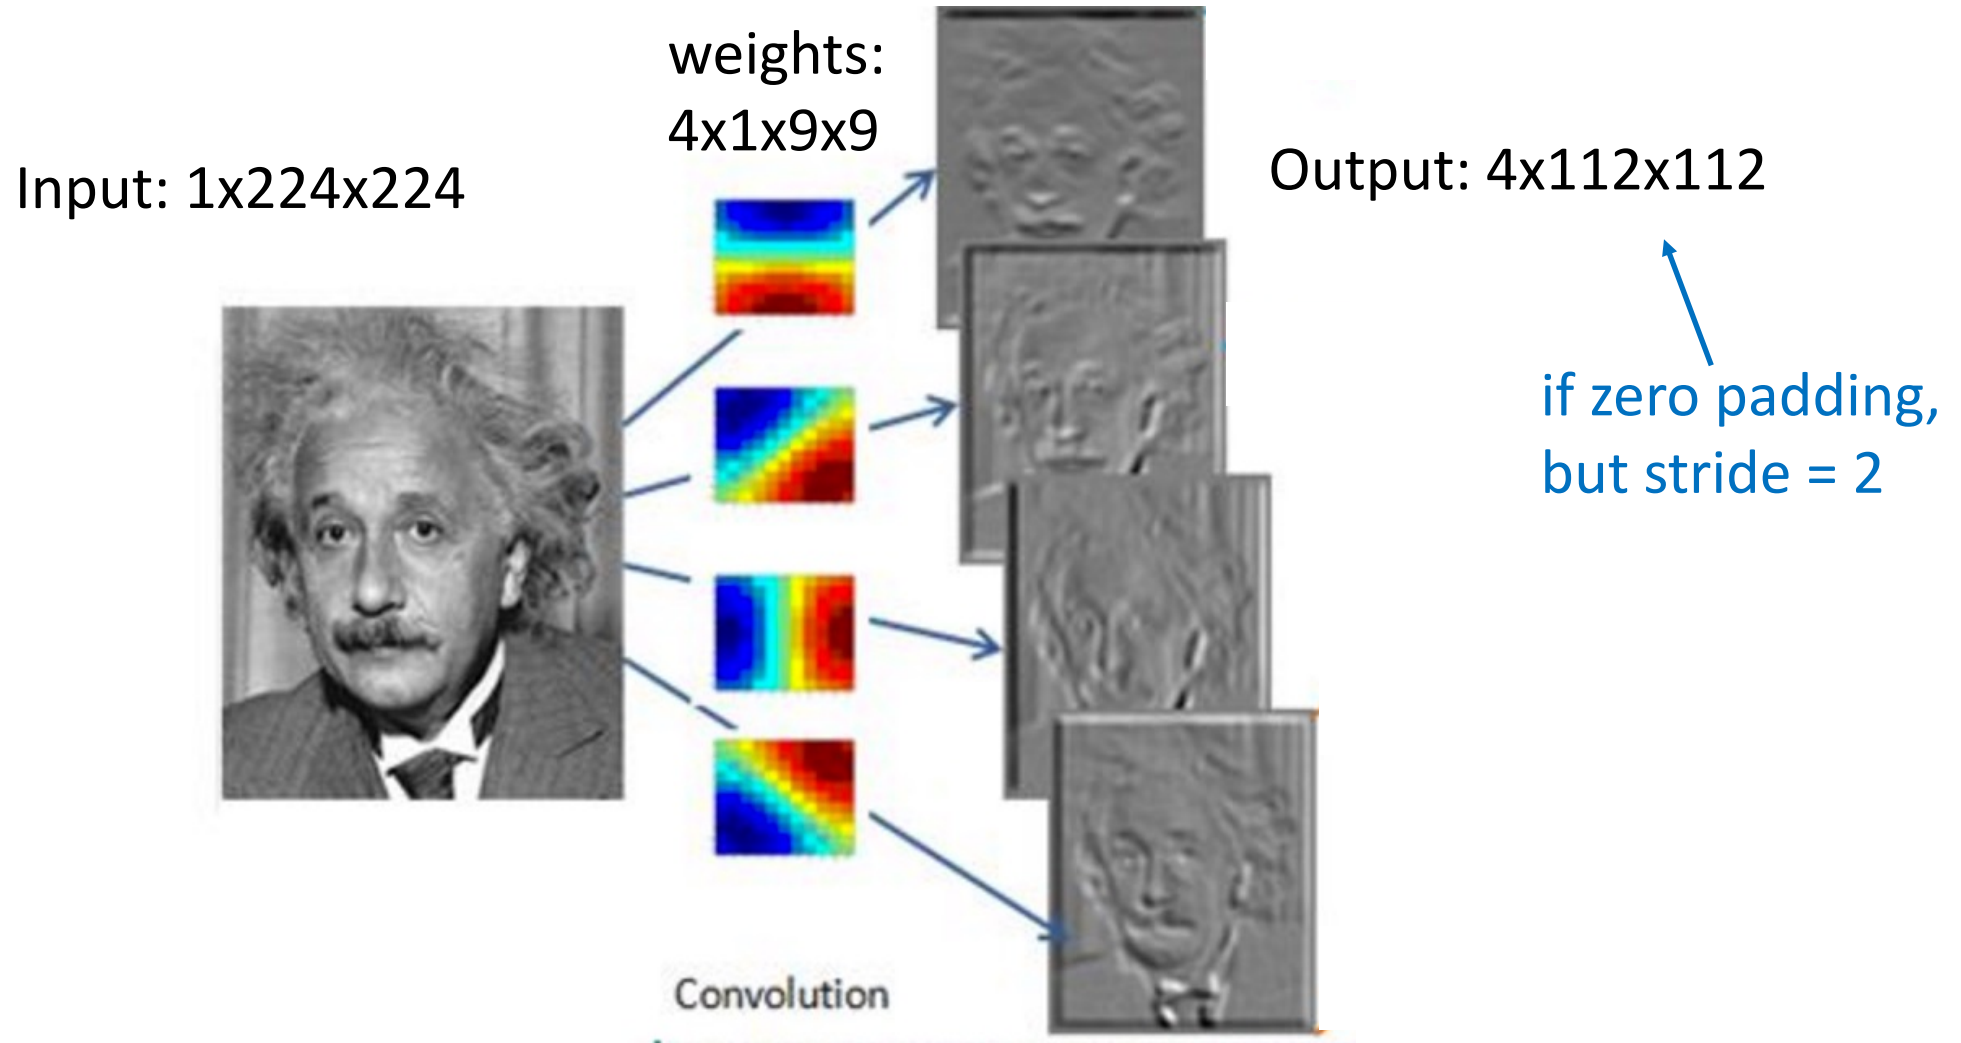 weights:
4x1x9x9
Input: 1x224x224
Output: 4x112x112
if zero padding,
but stride = 2
Convolution